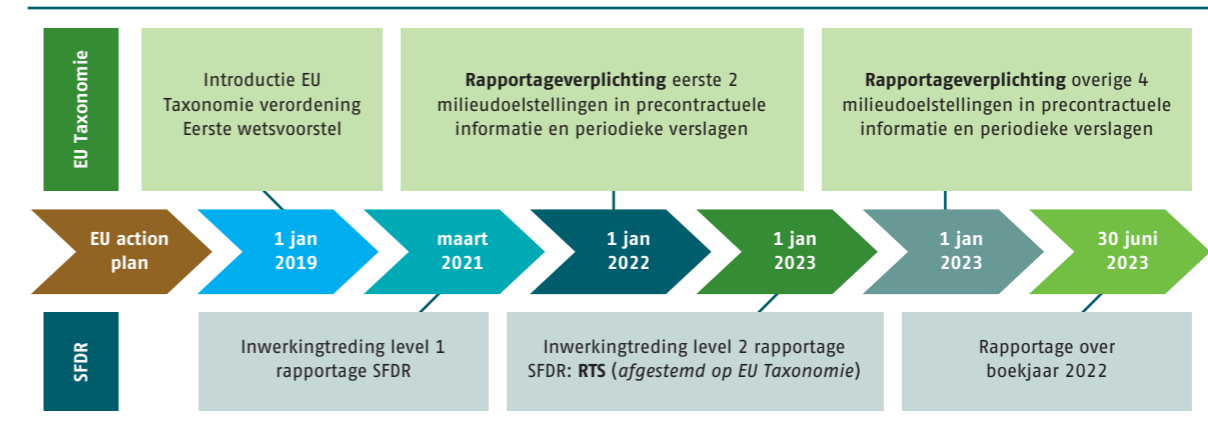 EU Taxonomie
Introductie EU
Taxonomie verordening
Eerste wetsvoorstel
Rapportageverplichting eerste 2
milieudoelstellingen in precontractuele
informatie en periodieke verslagen
Rapportageverplichting overige 4
milieudoelstellingen in precontractuele
informatie en periodieke verslagen
EU action
plan
1 jan
2019
maart
2021
1 jan
2022
1 jan
2023
1 jan
2023
30 juni
2023
SFDR
Inwerkingtreding level 1
rapportage SFDR
Inwerkingtreding level 2 rapportage
SFDR: RTS (afgestemd op EU Taxonomie)
Rapportage over
boekjaar 2022